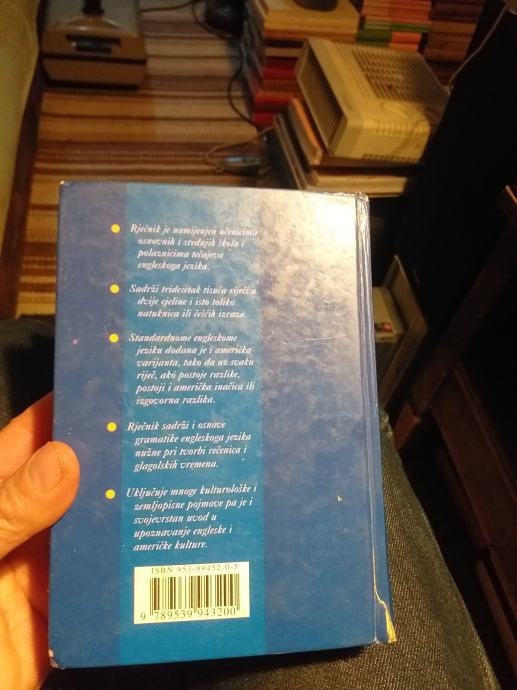 Rječnik je namijenjen učenicima
osnovnih i srednjih škola i
polaznicima tečajeva
engleskoga jezika.
Sadrži tridesetak tisuća riječi u
dvije cjeline i isto toliko
natuknica ili češćih izraza.
Standardnome engleskome
jeziku dodana je i američka
varijanta, tako da uz svaku
riječ, ako postoje razlike,
postoji i američka inačica ili
izgovorna razlika.
Rječnik sadrži i osnove
gramatike engleskoga jezika
nužne pri tvorbi rečenica i
glagolskih vremena.
Uključuje mnoge kulturološke i
zemljopisne pojmove pa je i
svojevrstan uvod u
upoznavanje engleske i
američke kulture.
ISBN 953-99432-0-5
9 789539 943200